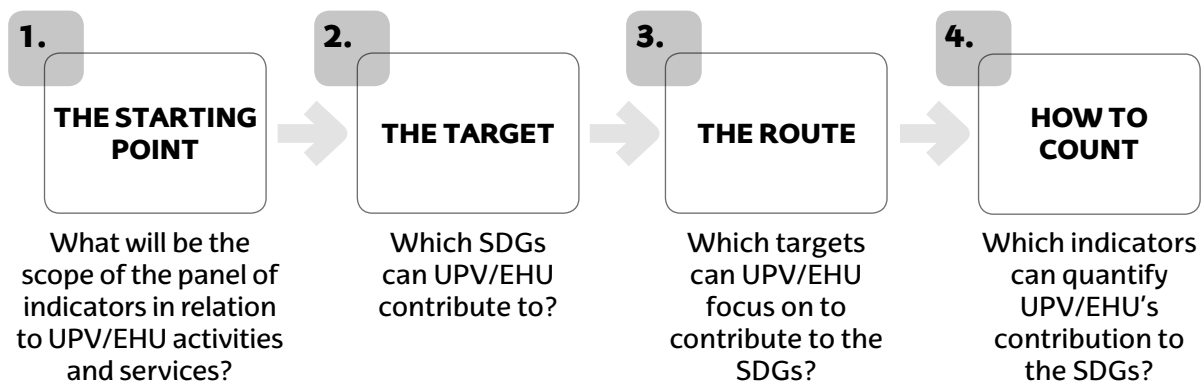 1.
THE STARTING
POINT
What will be the
scope of the panel of
indicators in relation
to UPV/EHU activities
and services?
2.
THE TARGET
Which SDGs
can UPV/EHU
contribute to?
3.
THE ROUTE
Which targets
can UPV/EHU
focus on to
contribute to the
SDGs?
4.
HOW TO
COUNT
Which indicators
can quantify
UPV/EHU’s
contribution to
the SDGs?